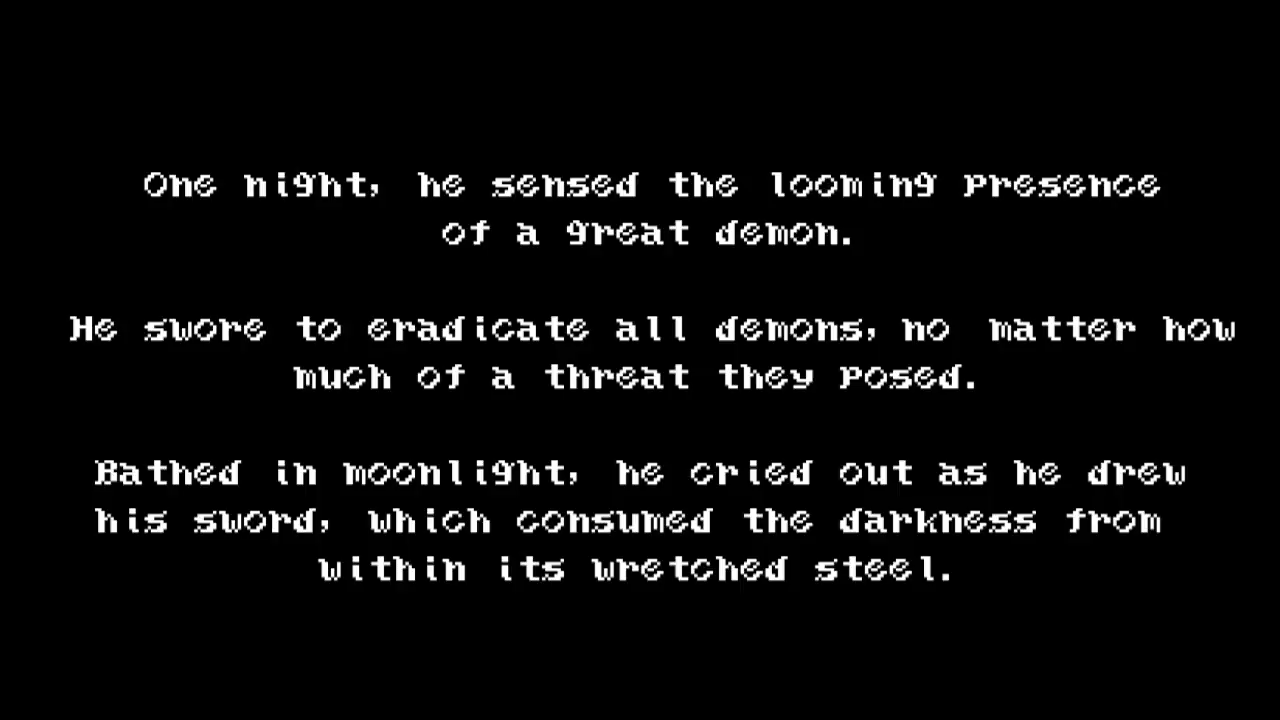 One night, he sensed the looming presence
of a great demon.
He swore to eradicate all demons, no matter how
much of a threat they posed.
Bathed in moonlight, he cried out as he drew
his sword, which consumed the darkness from
within its wretched steel.